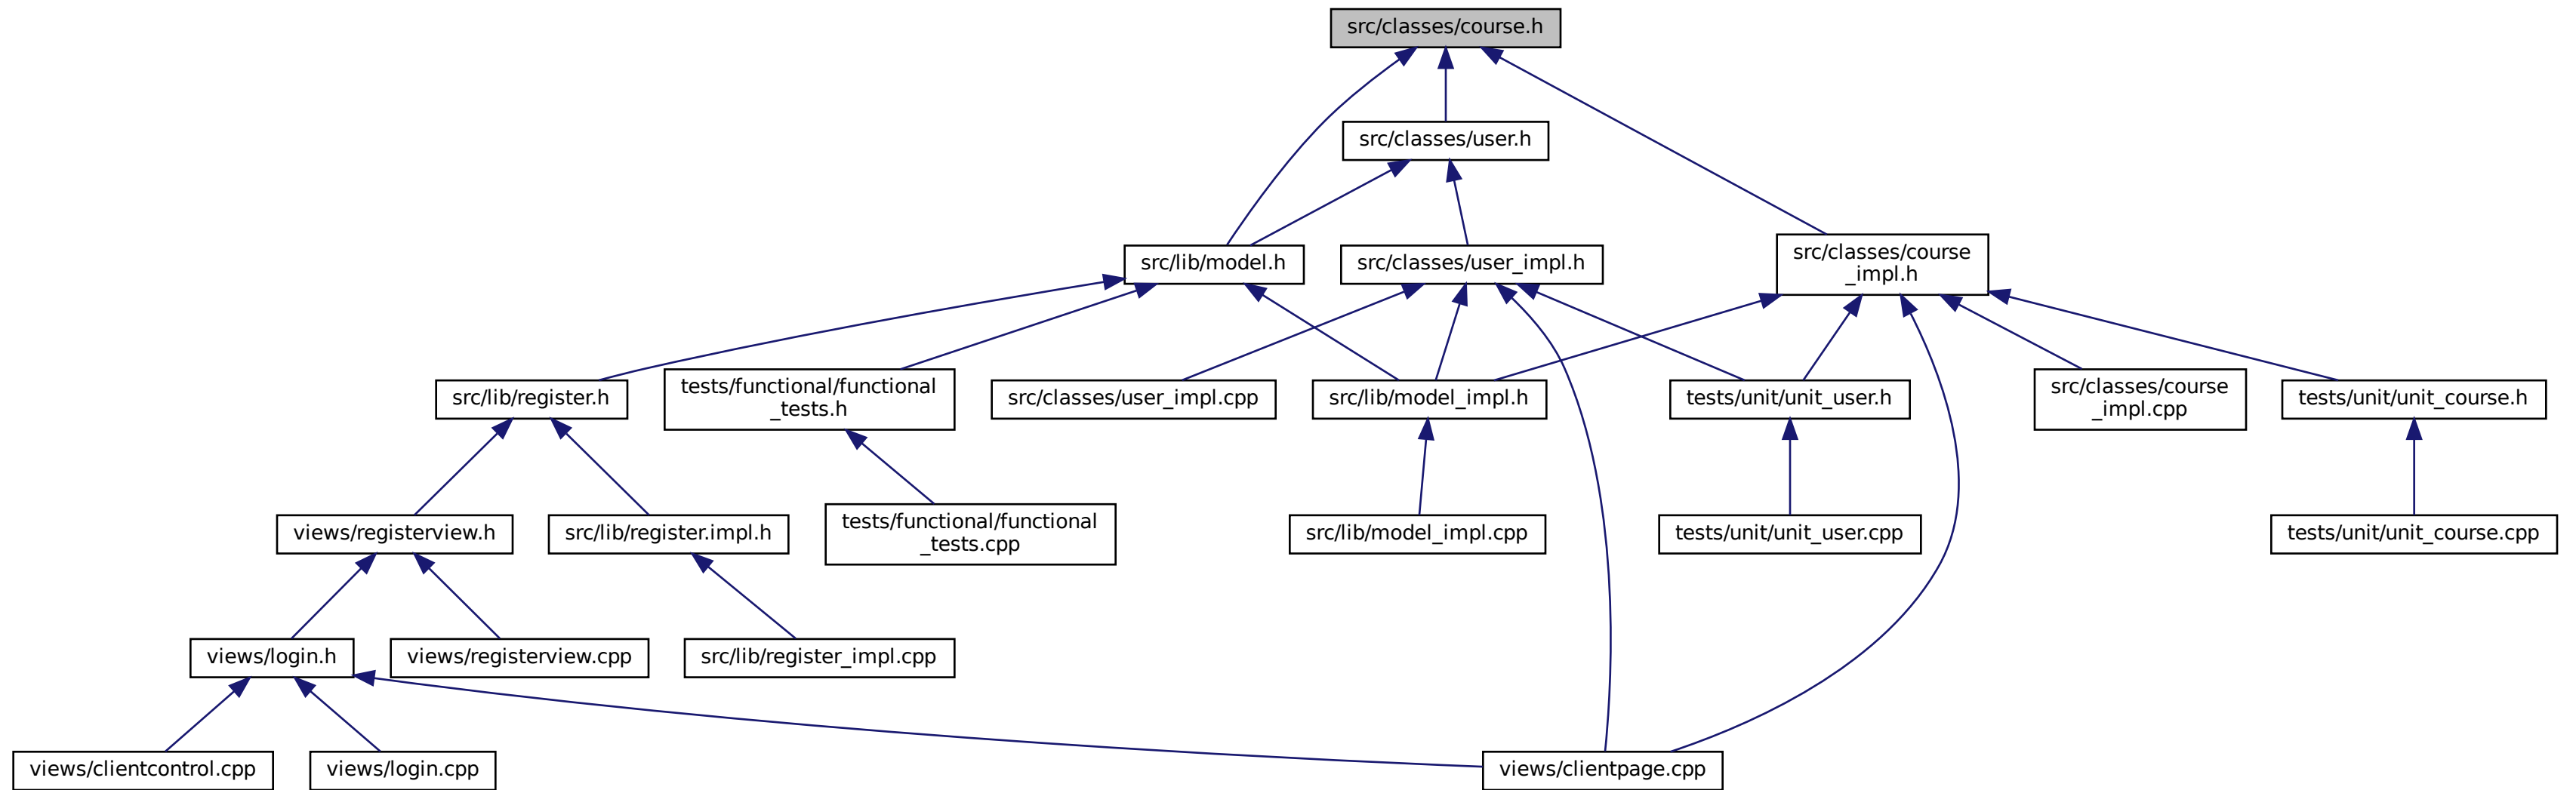 src/classes/course.h
src/classes/user.h
src/lib/model.h
src/classes/user_impl.h
src/classes/course
_impl.h
src/lib/register.h
tests/functional/functional
_tests.h
src/classes/user_impl.cpp
src/lib/model_impl.h
tests/unit/unit_user.h
src/classes/course
_impl.cpp
tests/unit/unit_course.h
views/registerview.h
src/lib/register.impl.h
tests/functional/functional
_tests.cpp
src/lib/model_impl.cpp
tests/unit/unit_user.cpp
tests/unit/unit_course.cpp
views/login.h
views/registerview.cpp
src/lib/register_impl.cpp
views/clientcontrol.cpp
views/login.cpp
views/clientpage.cpp